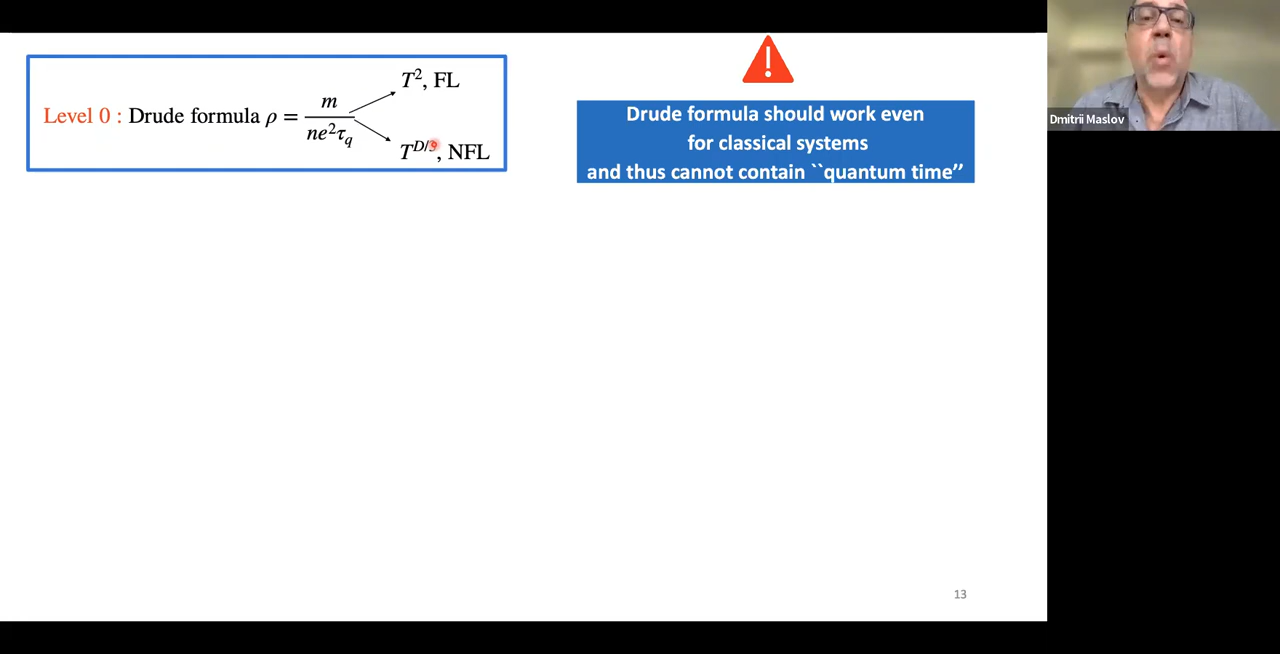 Level 0 : Drude formula ρ = m / ne²τ_q
T², FL
T^{D/3}, NFL
!
Drude formula should work even
for classical systems
and thus cannot contain ``quantum time’’
Dmitrii Maslov
13